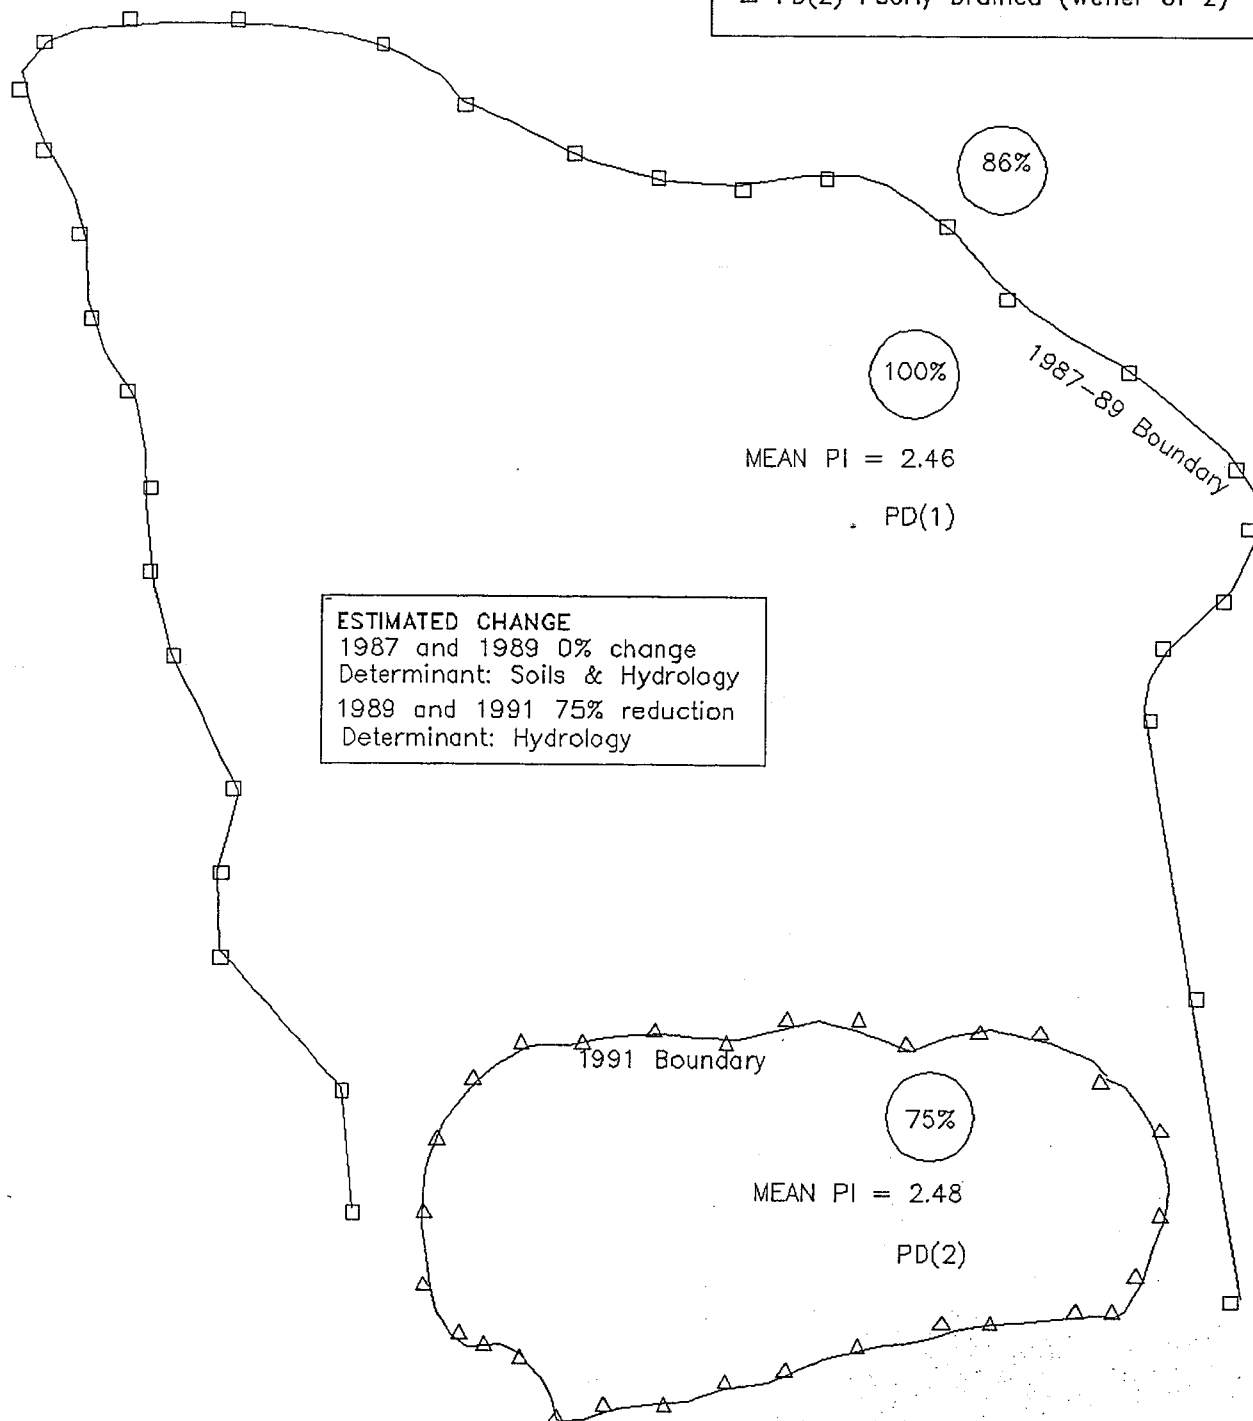 PD(2) Poorly Drained (wetter of 2)
86%
100%
1987-89 Boundary
MEAN PI = 2.46
PD(1)
ESTIMATED CHANGE
1987 and 1989 0% change
Determinant: Soils & Hydrology
1989 and 1991 75% reduction
Determinant: Hydrology
1991 Boundary
75%
MEAN PI = 2.48
PD(2)